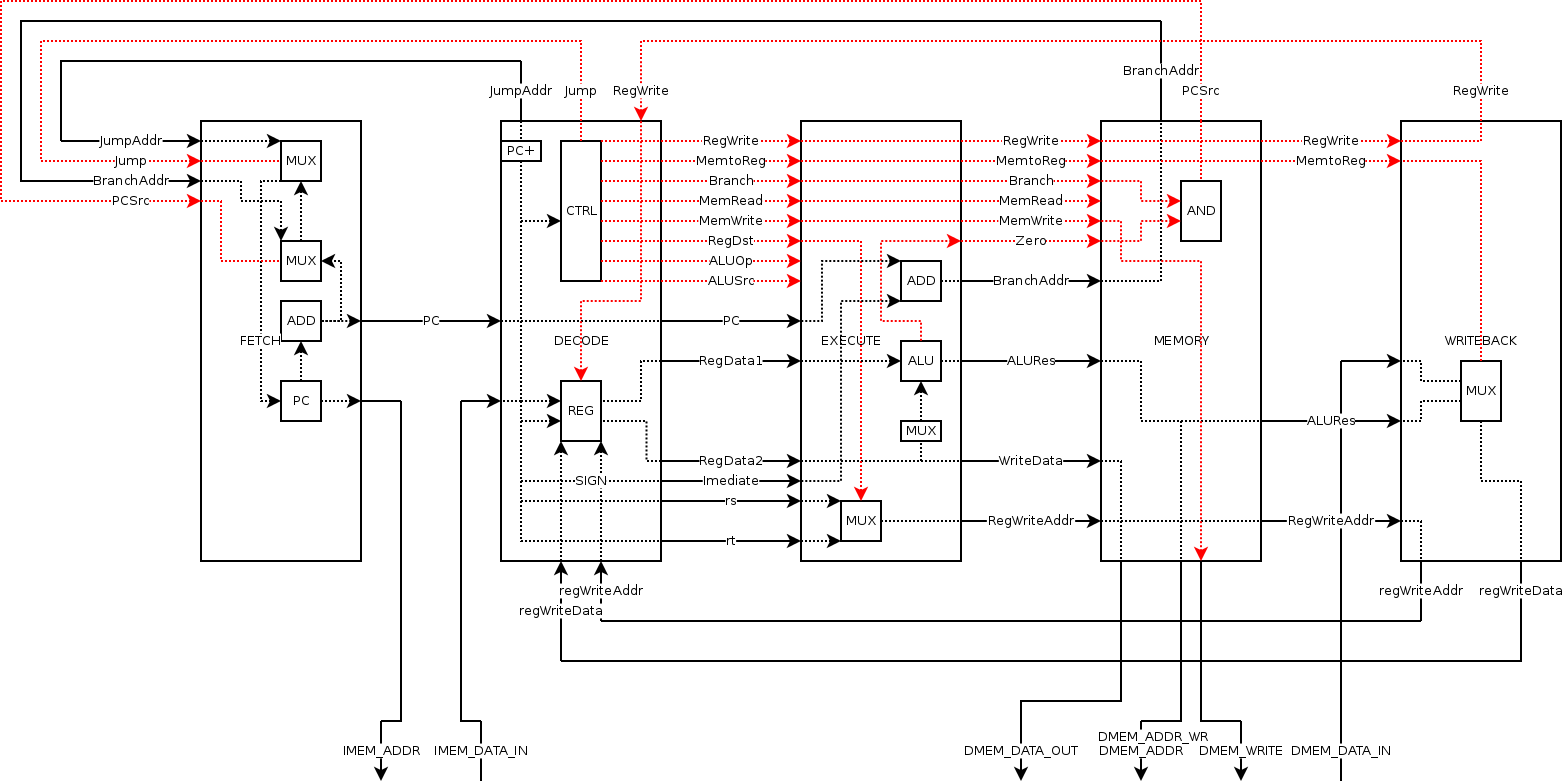 BranchAddr
JumpAddr
Jump
RegWrite
PCSrc
RegWrite
JumpAddr
Jump
BranchAddr
PCSrc
MUX
MUX
ADD
FETCH
PC
PC
PC+
CTRL
DECODE
REG
SIGN
RegWrite
MemtoReg
Branch
MemRead
MemWrite
RegDst
ALUOp
ALUSrc
PC
RegData1
RegData2
Imediate
rs
rt
ADD
EXECUTE
ALU
MUX
MUX
RegWrite
MemtoReg
Branch
MemRead
MemWrite
Zero
BranchAddr
ALURes
WriteData
RegWriteAddr
AND
MEMORY
RegWrite
MemtoReg
ALURes
RegWriteAddr
WRITEBACK
MUX
regWriteAddr
regWriteData
regWriteAddr
regWriteData
IMEM_ADDR
IMEM_DATA_IN
DMEM_DATA_OUT
DMEM_ADDR_WR
DMEM_ADDR
DMEM_WRITE
DMEM_DATA_IN